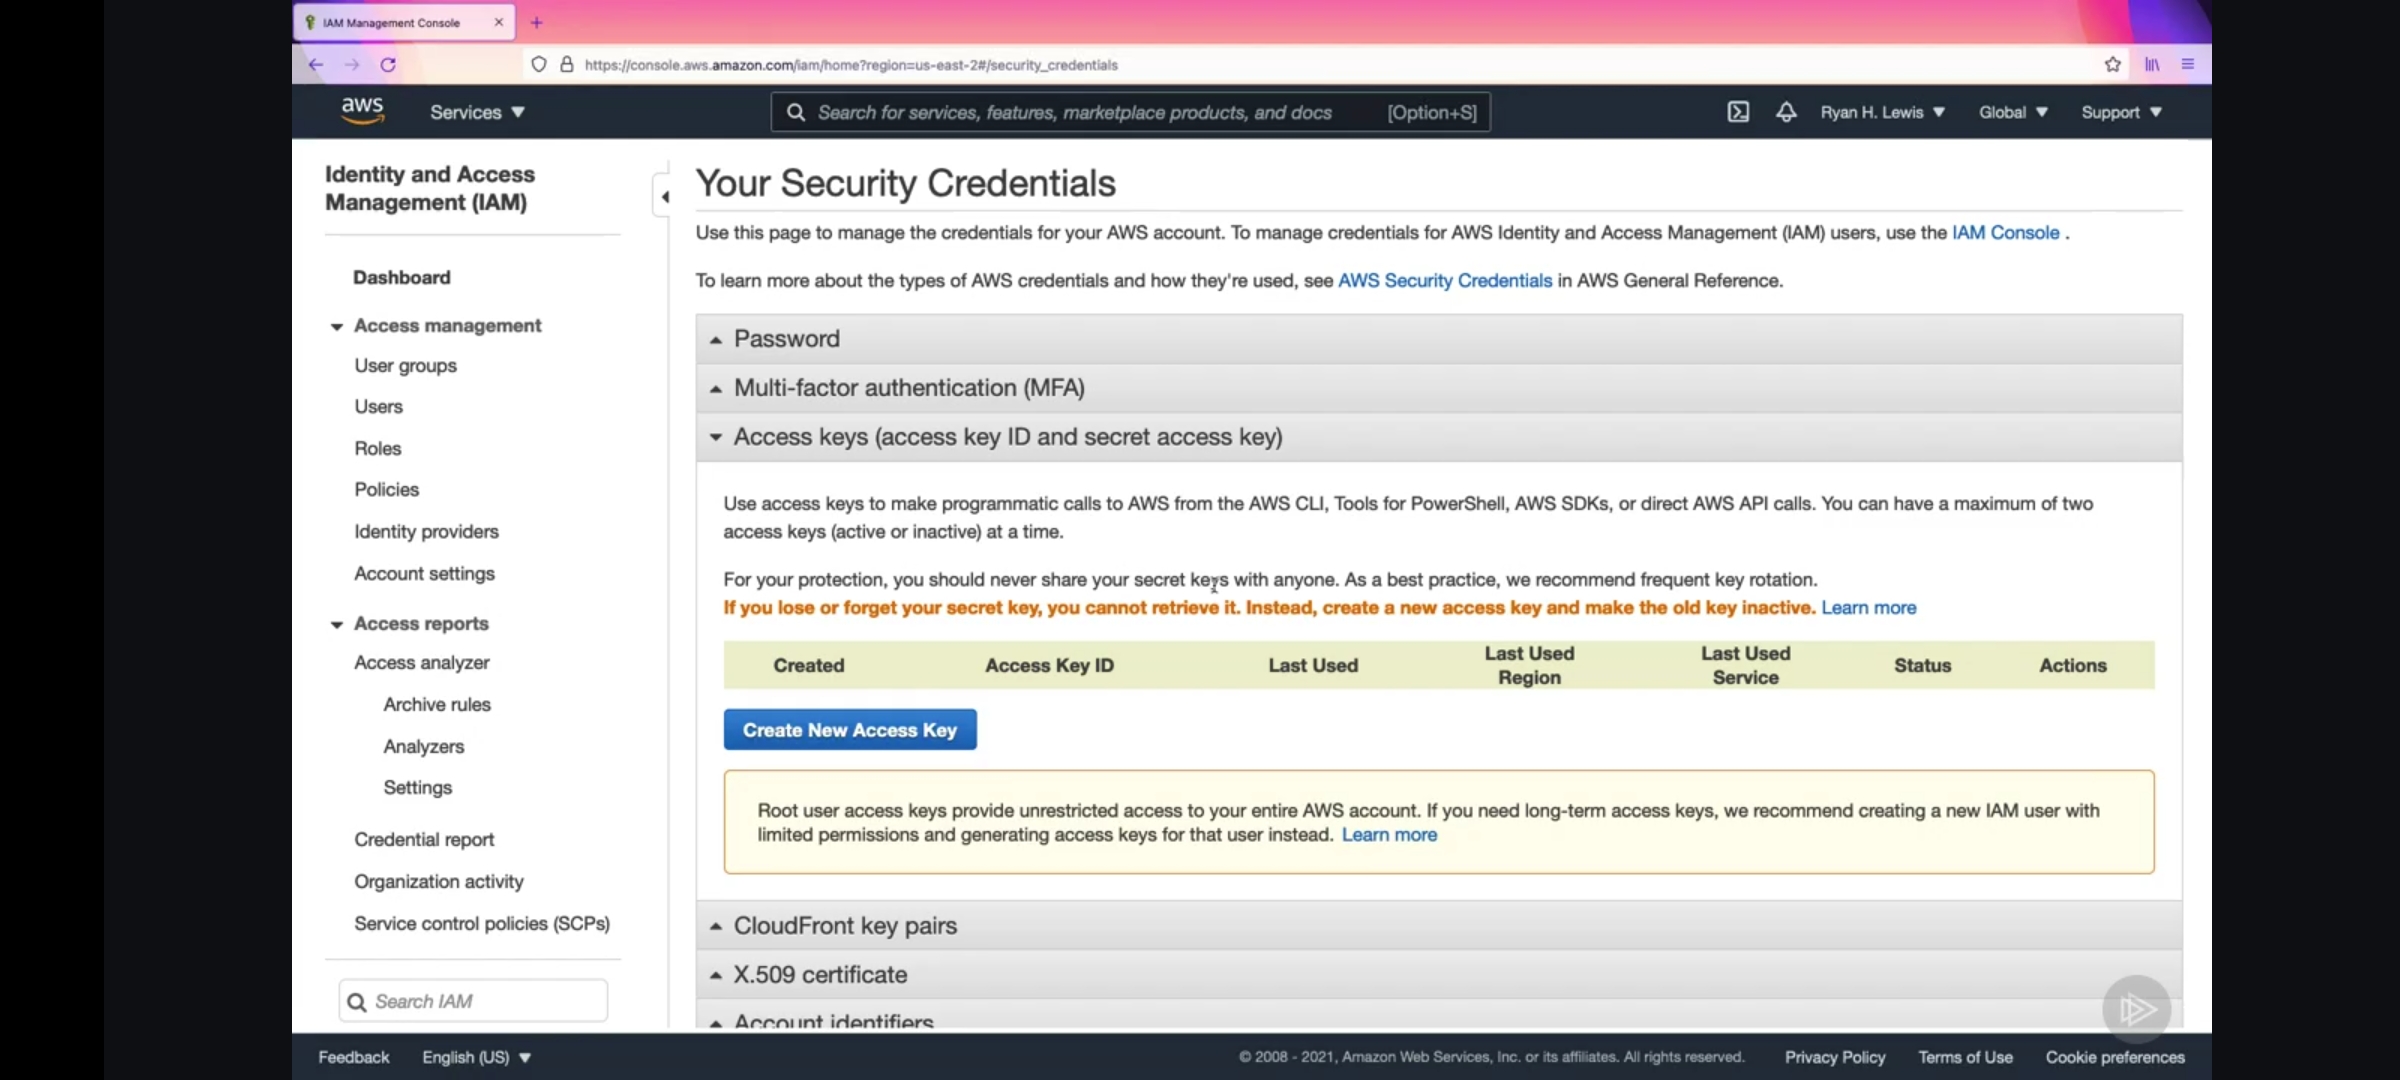 IAM Management Console
https://console.aws.amazon.com/iam/home?region=us-east-2#/security_credentials
aws
Services
Search for services, features, marketplace products, and docs [Option+S]
Ryan H. Lewis
Global
Support
Identity and Access
Management (IAM)
Dashboard
Access management
User groups
Users
Roles
Policies
Identity providers
Account settings
Access reports
Access analyzer
Archive rules
Analyzers
Settings
Credential report
Organization activity
Service control policies (SCPs)
Search IAM
Your Security Credentials
Use this page to manage the credentials for your AWS account. To manage credentials for AWS Identity and Access Management (IAM) users, use the IAM Console .
To learn more about the types of AWS credentials and how they're used, see AWS Security Credentials in AWS General Reference.
Password
Multi-factor authentication (MFA)
Access keys (access key ID and secret access key)
Use access keys to make programmatic calls to AWS from the AWS CLI, Tools for PowerShell, AWS SDKs, or direct AWS API calls. You can have a maximum of two
access keys (active or inactive) at a time.
For your protection, you should never share your secret keys with anyone. As a best practice, we recommend frequent key rotation.
If you lose or forget your secret key, you cannot retrieve it. Instead, create a new access key and make the old key inactive. Learn more
Created
Access Key ID
Last Used
Last Used
Region
Last Used
Service
Status
Actions
Create New Access Key
Root user access keys provide unrestricted access to your entire AWS account. If you need long-term access keys, we recommend creating a new IAM user with
limited permissions and generating access keys for that user instead. Learn more
CloudFront key pairs
X.509 certificate
Account identifiers
Feedback
English (US)
© 2008 - 2021, Amazon Web Services, Inc. or its affiliates. All rights reserved.
Privacy Policy
Terms of Use
Cookie preferences